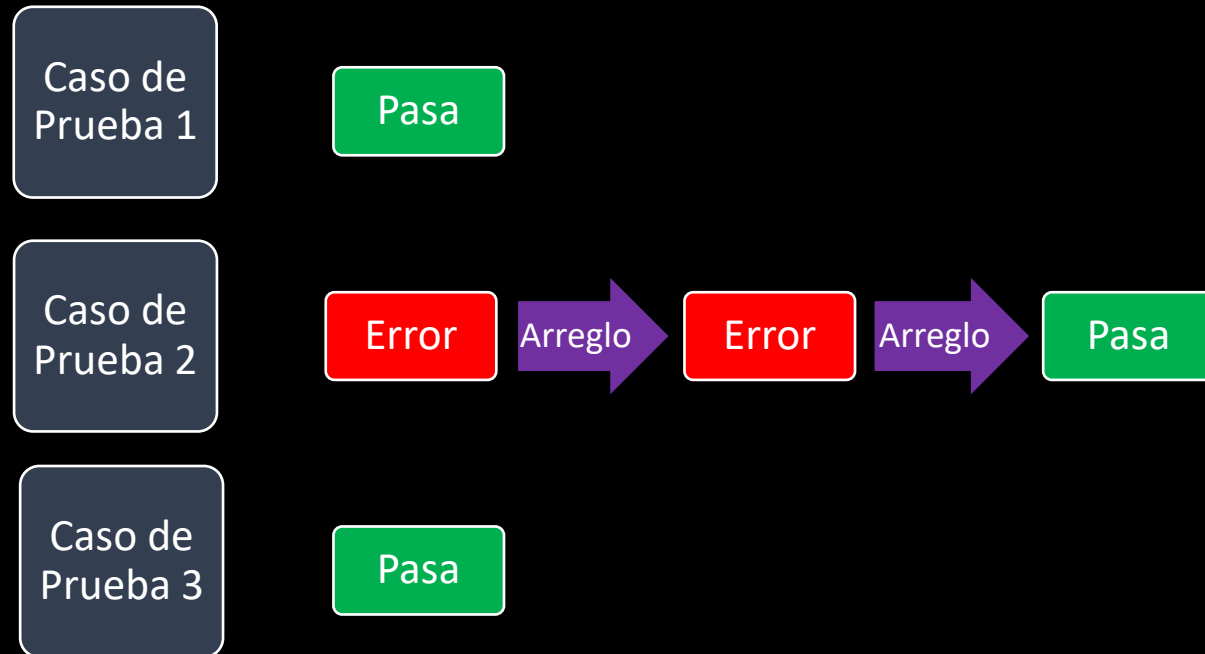 Caso de
Prueba 1
Pasa
Caso de
Prueba 2
Error
Arreglo
Error
Arreglo
Pasa
Caso de
Prueba 3
Pasa